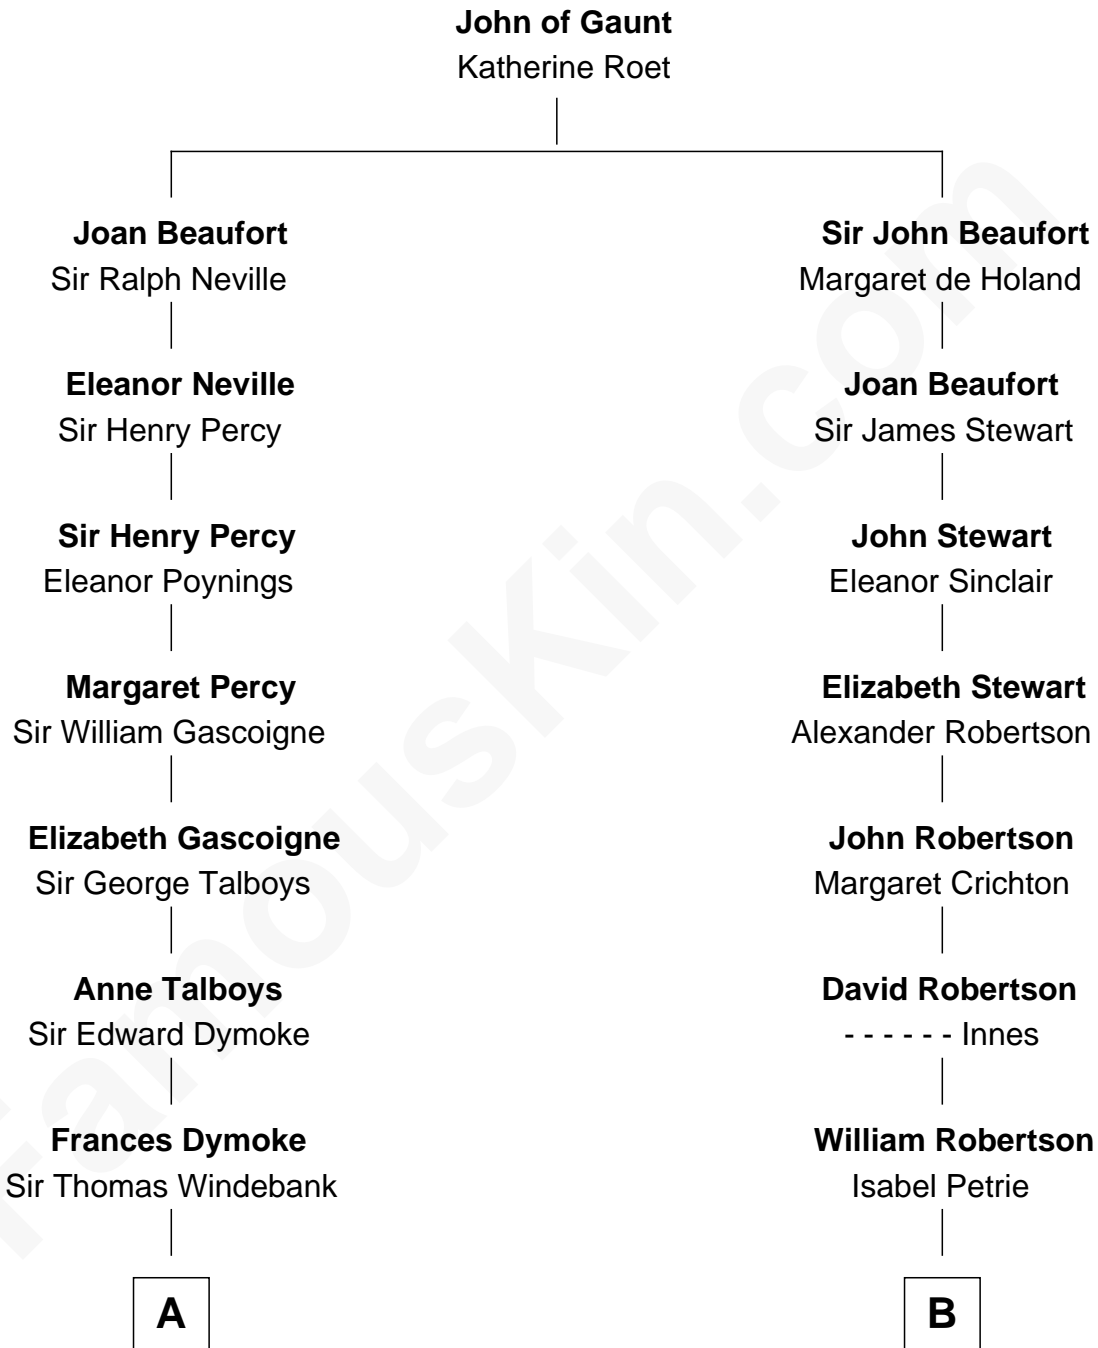 John of Gaunt
Katherine Roet
Joan Beaufort
Sir Ralph Neville
Eleanor Neville
Sir Henry Percy
Sir Henry Percy
Eleanor Poynings
Margaret Percy
Sir William Gascoigne
Elizabeth Gascoigne
Sir George Talboys
Anne Talboys
Sir Edward Dymoke
Frances Dymoke
Sir Thomas Windebank
A
Sir John Beaufort
Margaret de Holand
Joan Beaufort
Sir James Stewart
John Stewart
Eleanor Sinclair
Elizabeth Stewart
Alexander Robertson
John Robertson
Margaret Crichton
David Robertson
- - - - - - Innes
William Robertson
Isabel Petrie
B
FamousKin.com